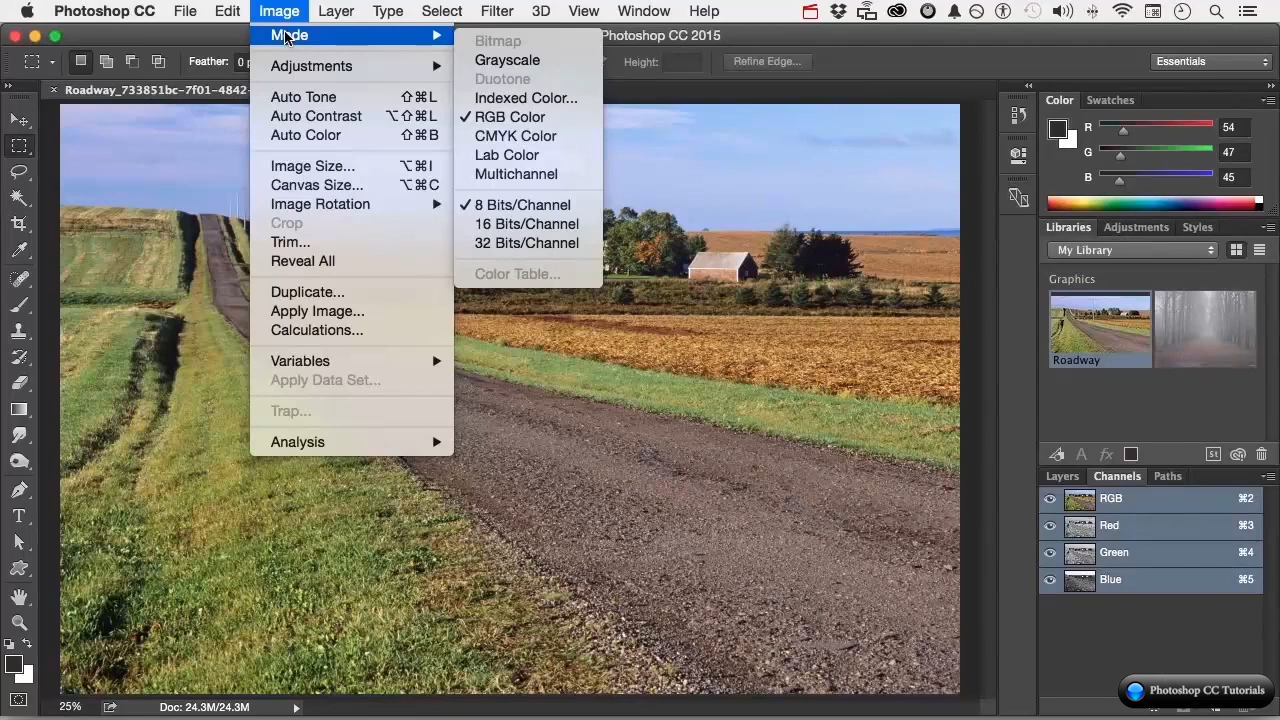 Photoshop CC File Edit Image Layer Type Select Filter 3D View Window Help
Photoshop CC 2015
Feather: 0 p Height: Refine Edge... Essentials
Roadway_733851bc-7f01-4842-
Mode
Adjustments
Auto Tone ⇧⌘L
Auto Contrast ⌥⇧⌘L
Auto Color ⇧⌘B
Image Size... ⌥⌘I
Canvas Size... ⌥⌘C
Image Rotation
Crop
Trim...
Reveal All
Duplicate...
Apply Image...
Calculations...
Variables
Apply Data Set...
Trap...
Analysis
Bitmap
Grayscale
Duotone
Indexed Color...
✓ RGB Color
CMYK Color
Lab Color
Multichannel
✓ 8 Bits/Channel
16 Bits/Channel
32 Bits/Channel
Color Table...
Color Swatches
R 54
G 47
B 45
Libraries Adjustments Styles
My Library
Graphics
Roadway
Layers Channels Paths
RGB ⌘2
Red ⌘3
Green ⌘4
Blue ⌘5
25% Doc: 24.3M/24.3M
Photoshop CC Tutorials